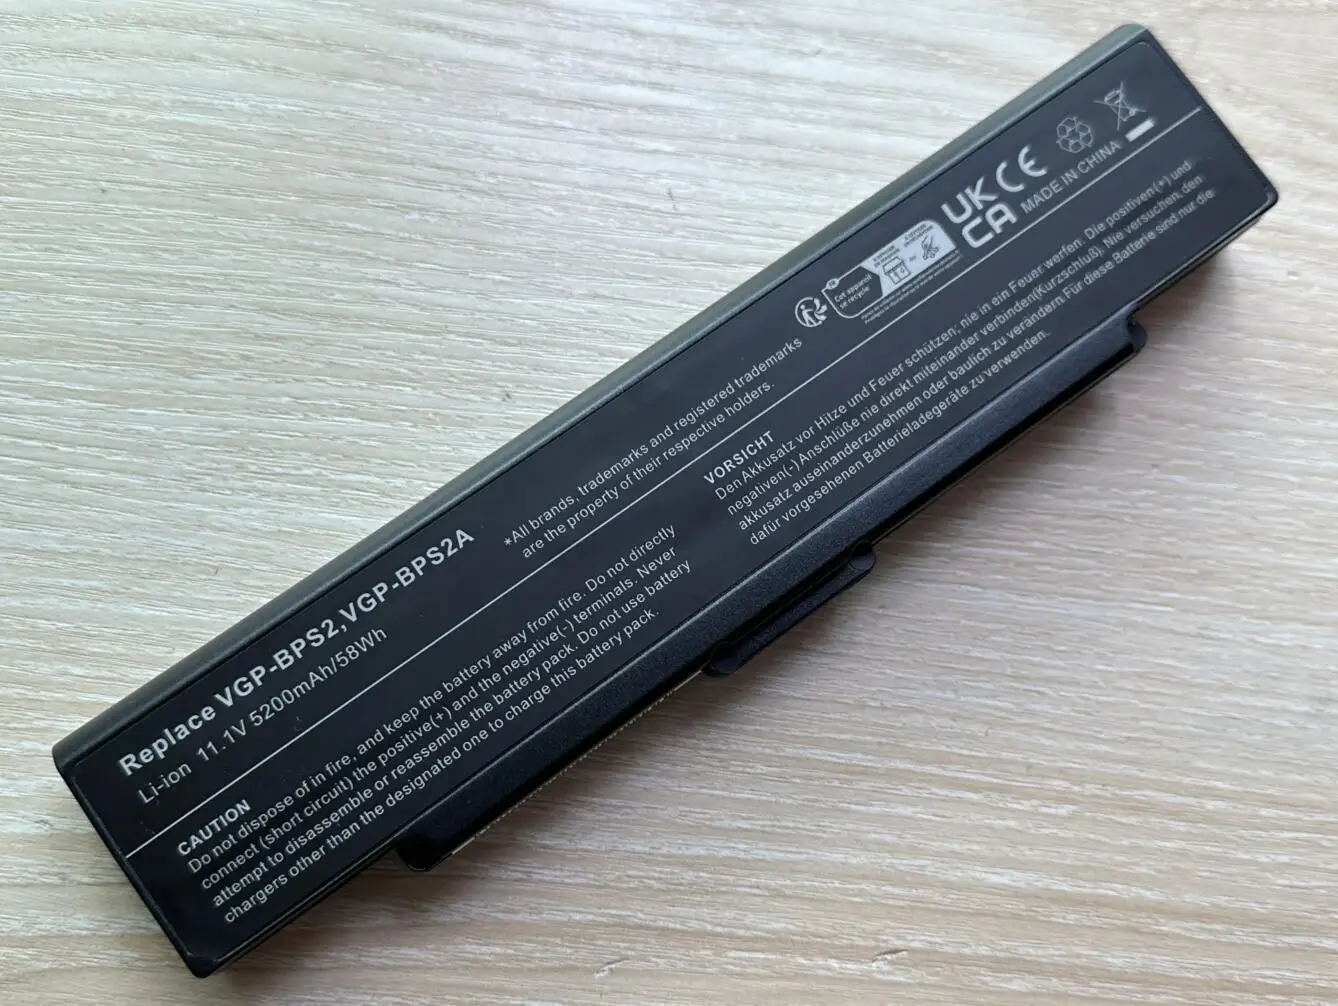 Replace VGP-BPS2,VGP-BPS2A
Li-ion 11.1V 5200mAh/58Wh
*All brands, trademarks and registered trademarks
are the property of their respective holders.
Cet appareil
se recycle
UK
CA
CE
MADE IN CHINA
CAUTION
Do not dispose of in fire, and keep the battery away from fire. Do not directly
connect (short circuit) the positive(+) and the negative(-) terminals. Never
attempt to disassemble or reassemble the battery pack. Do not use battery
chargers other than the designated one to charge this battery pack.
VORSICHT
Den Akkusatz vor Hitze und Feuer schützen; nie in ein Feuer werfen. Die positiven(+) und
negativen(-) Anschlüße nie direkt miteinander verbinden(Kurzschluß). Nie versuchen, den
akkusatz auseinanderzunehmen oder baulich zu verändern. Für diese Batterie sind nur die
dafür vorgesehenen Batterieladegeräte zu verwenden.